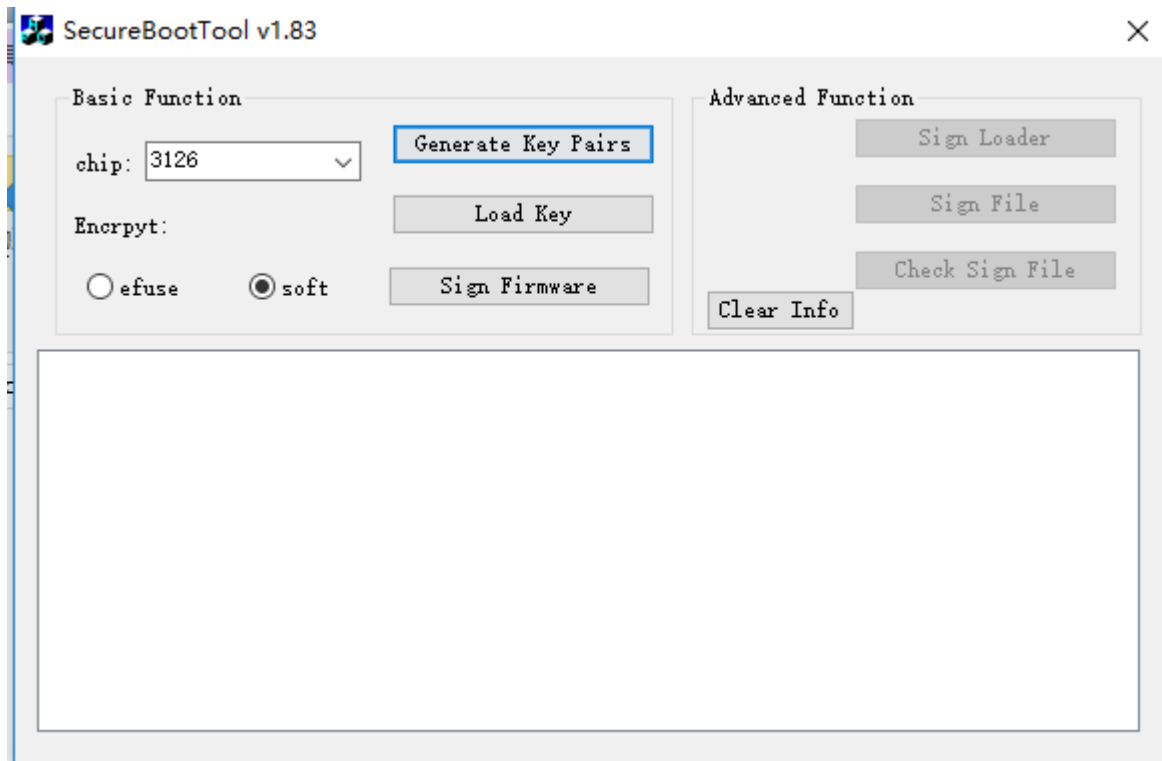 SecureBootTool v1.83
Basic Function
chip: 3126
Generate Key Pairs
Load Key
Encrpyt:
efuse
soft
Sign Firmware
Advanced Function
Sign Loader
Sign File
Check Sign File
Clear Info